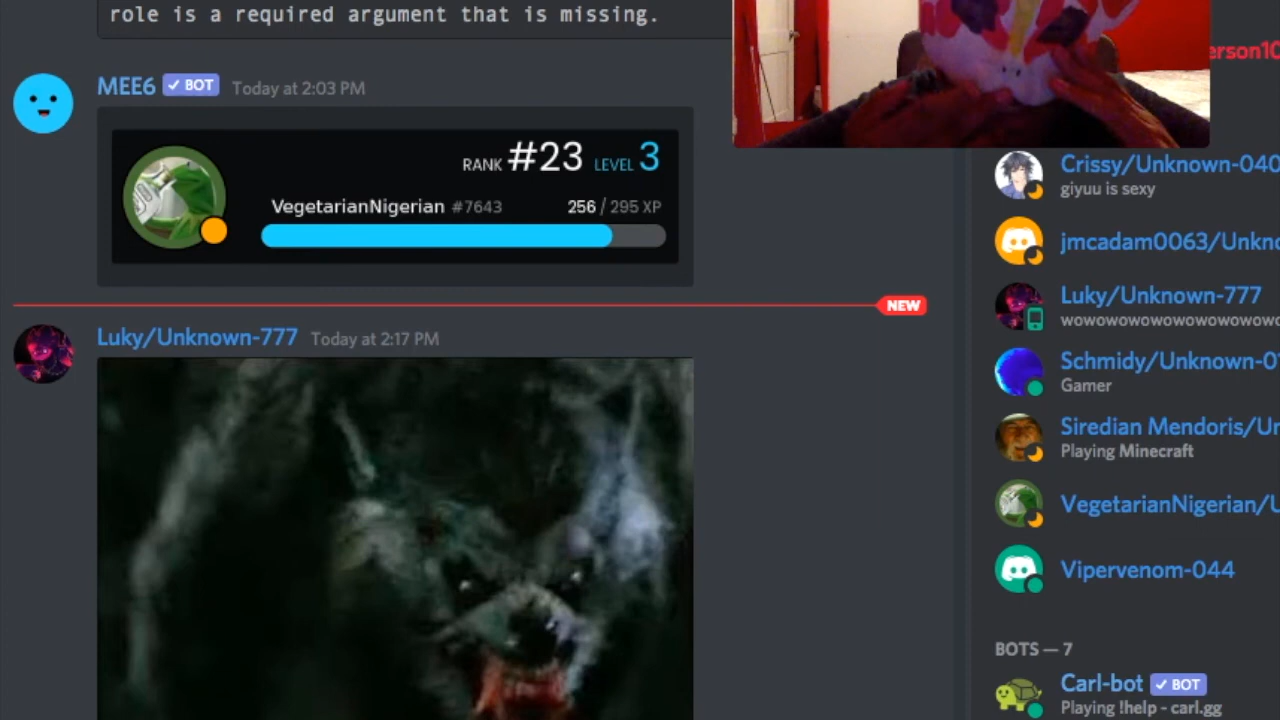 role is a required argument that is missing.
MEE6 ✓ BOT Today at 2:03 PM
RANK #23 LEVEL 3
VegetarianNigerian #7643 256 / 295 XP
NEW
Luky/Unknown-777 Today at 2:17 PM
erson10
Crissy/Unknown-040
giyuu is sexy
jmcadam0063/Unkno
Luky/Unknown-777
wowowowowowowowowowo
Schmidy/Unknown-01
Gamer
Siredian Mendoris/Un
Playing Minecraft
VegetarianNigerian/U
Vipervenom-044
BOTS — 7
Carl-bot ✓ BOT
Playing !help - carl.gg